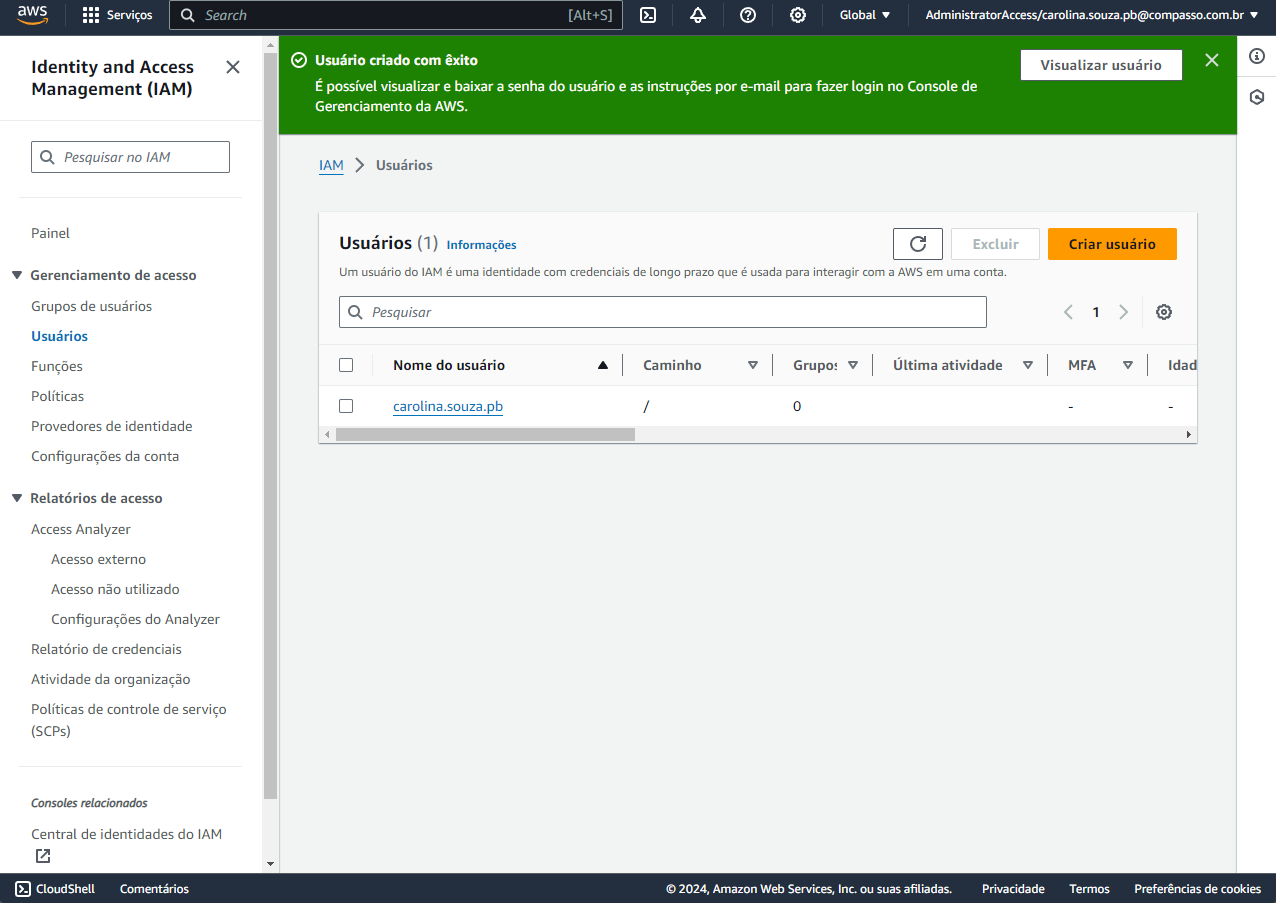 aws
Serviços
Search
[Alt+S]
Global
AdministratorAccess/carolina.souza.pb@compasso.com.br
Identity and Access
Management (IAM)
Pesquisar no IAM
Painel
Gerenciamento de acesso
Grupos de usuários
Usuários
Funções
Políticas
Provedores de identidade
Configurações da conta
Relatórios de acesso
Access Analyzer
Acesso externo
Acesso não utilizado
Configurações do Analyzer
Relatório de credenciais
Atividade da organização
Políticas de controle de serviço
(SCPs)
Consoles relacionados
Central de identidades do IAM
Usuário criado com êxito
É possível visualizar e baixar a senha do usuário e as instruções por e-mail para fazer login no Console de
Gerenciamento da AWS.
Visualizar usuário
IAM
Usuários
Usuários (1) Informações
Excluir
Criar usuário
Um usuário do IAM é uma identidade com credenciais de longo prazo que é usada para interagir com a AWS em uma conta.
Pesquisar
1
Nome do usuário Caminho Grupos Última atividade MFA Idad
carolina.souza.pb / 0 - -
CloudShell
Comentários
© 2024, Amazon Web Services, Inc. ou suas afiliadas.
Privacidade
Termos
Preferências de cookies